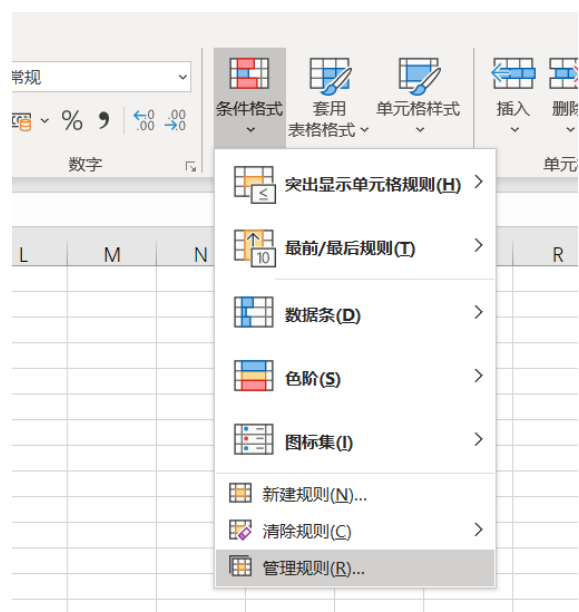 常规
条件格式
套用
表格格式
单元格样式
插入
删除
% , .00 .00
数字
单元
突出显示单元格规则(H)
L M N R
最前/最后规则(T)
10
数据条(D)
色阶(S)
图标集(I)
新建规则(N)...
清除规则(C)
管理规则(R)...